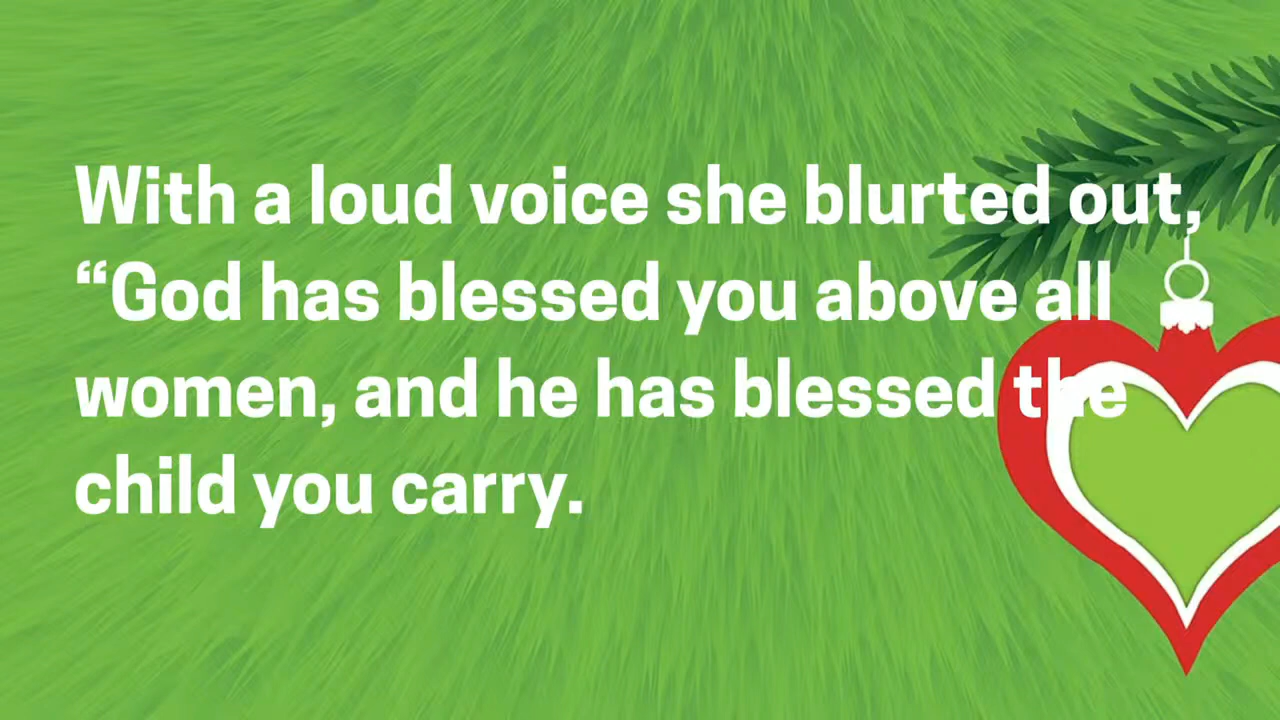 With a loud voice she blurted out,
“God has blessed you above all
women, and he has blessed the
child you carry.